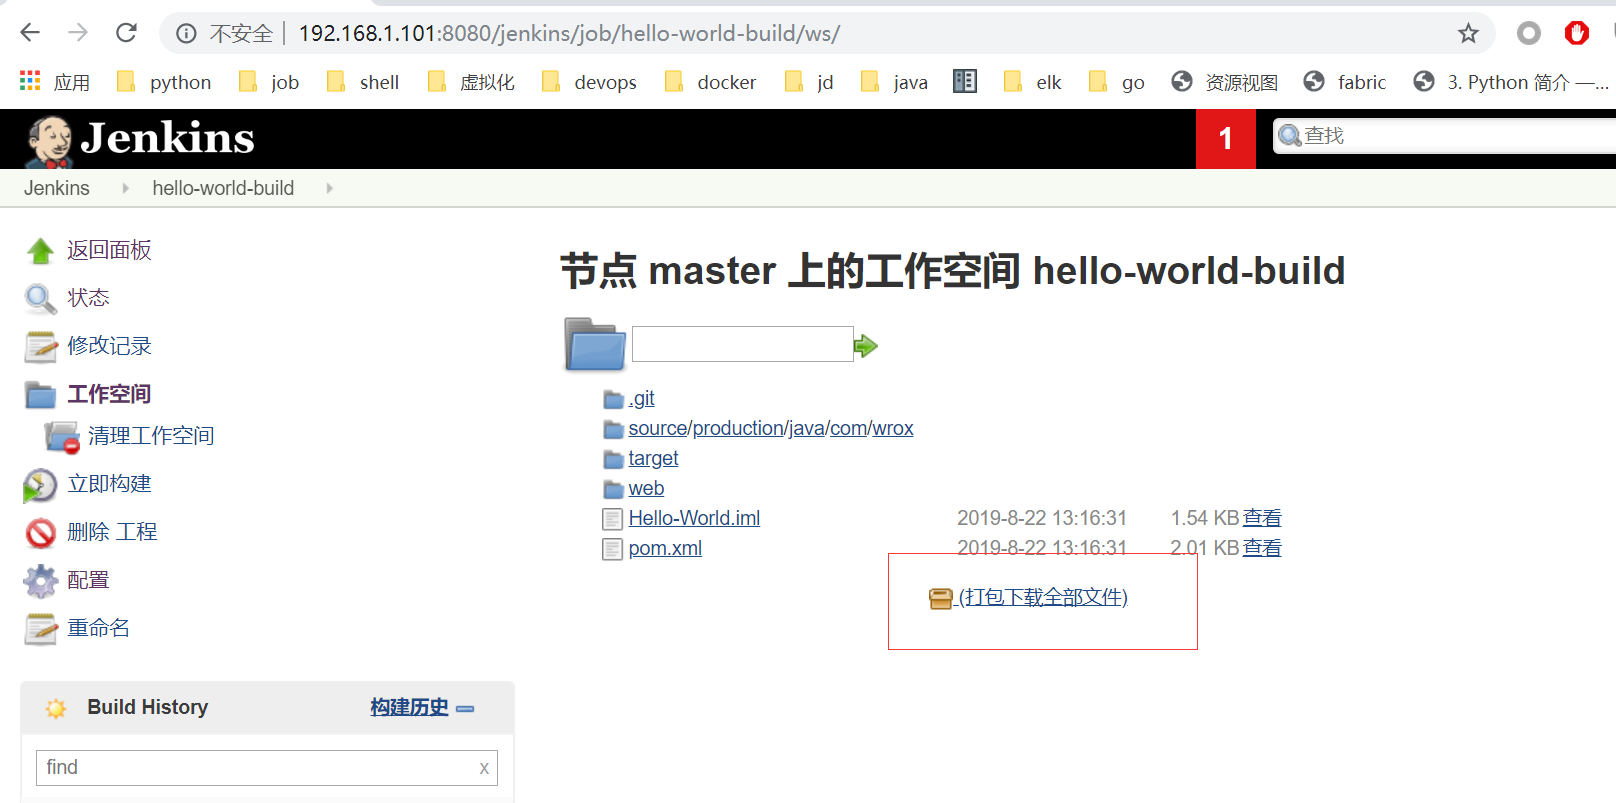 不安全 192.168.1.101:8080/jenkins/job/hello-world-build/ws/
应用 python job shell 虚拟化 devops docker jd java elk go 资源视图 fabric 3. Python 简介 —...
Jenkins 1 查找
Jenkins hello-world-build
返回面板
状态
修改记录
工作空间
清理工作空间
立即构建
删除 工程
配置
重命名
Build History 构建历史
find x
节点 master 上的工作空间 hello-world-build
.git
source/production/java/com/wrox
target
web
Hello-World.iml 2019-8-22 13:16:31 1.54 KB 查看
pom.xml 2019-8-22 13:16:31 2.01 KB 查看
(打包下载全部文件)